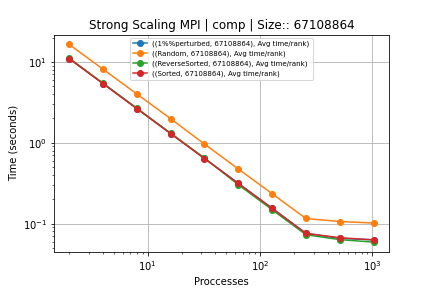 Strong Scaling MPI | comp | Size:: 67108864
((1%%perturbed, 67108864), Avg time/rank)
((Random, 67108864), Avg time/rank)
((ReverseSorted, 67108864), Avg time/rank)
((Sorted, 67108864), Avg time/rank)
Time (seconds)
10¹
10⁰
10⁻¹
10¹
10²
10³
Proccesses